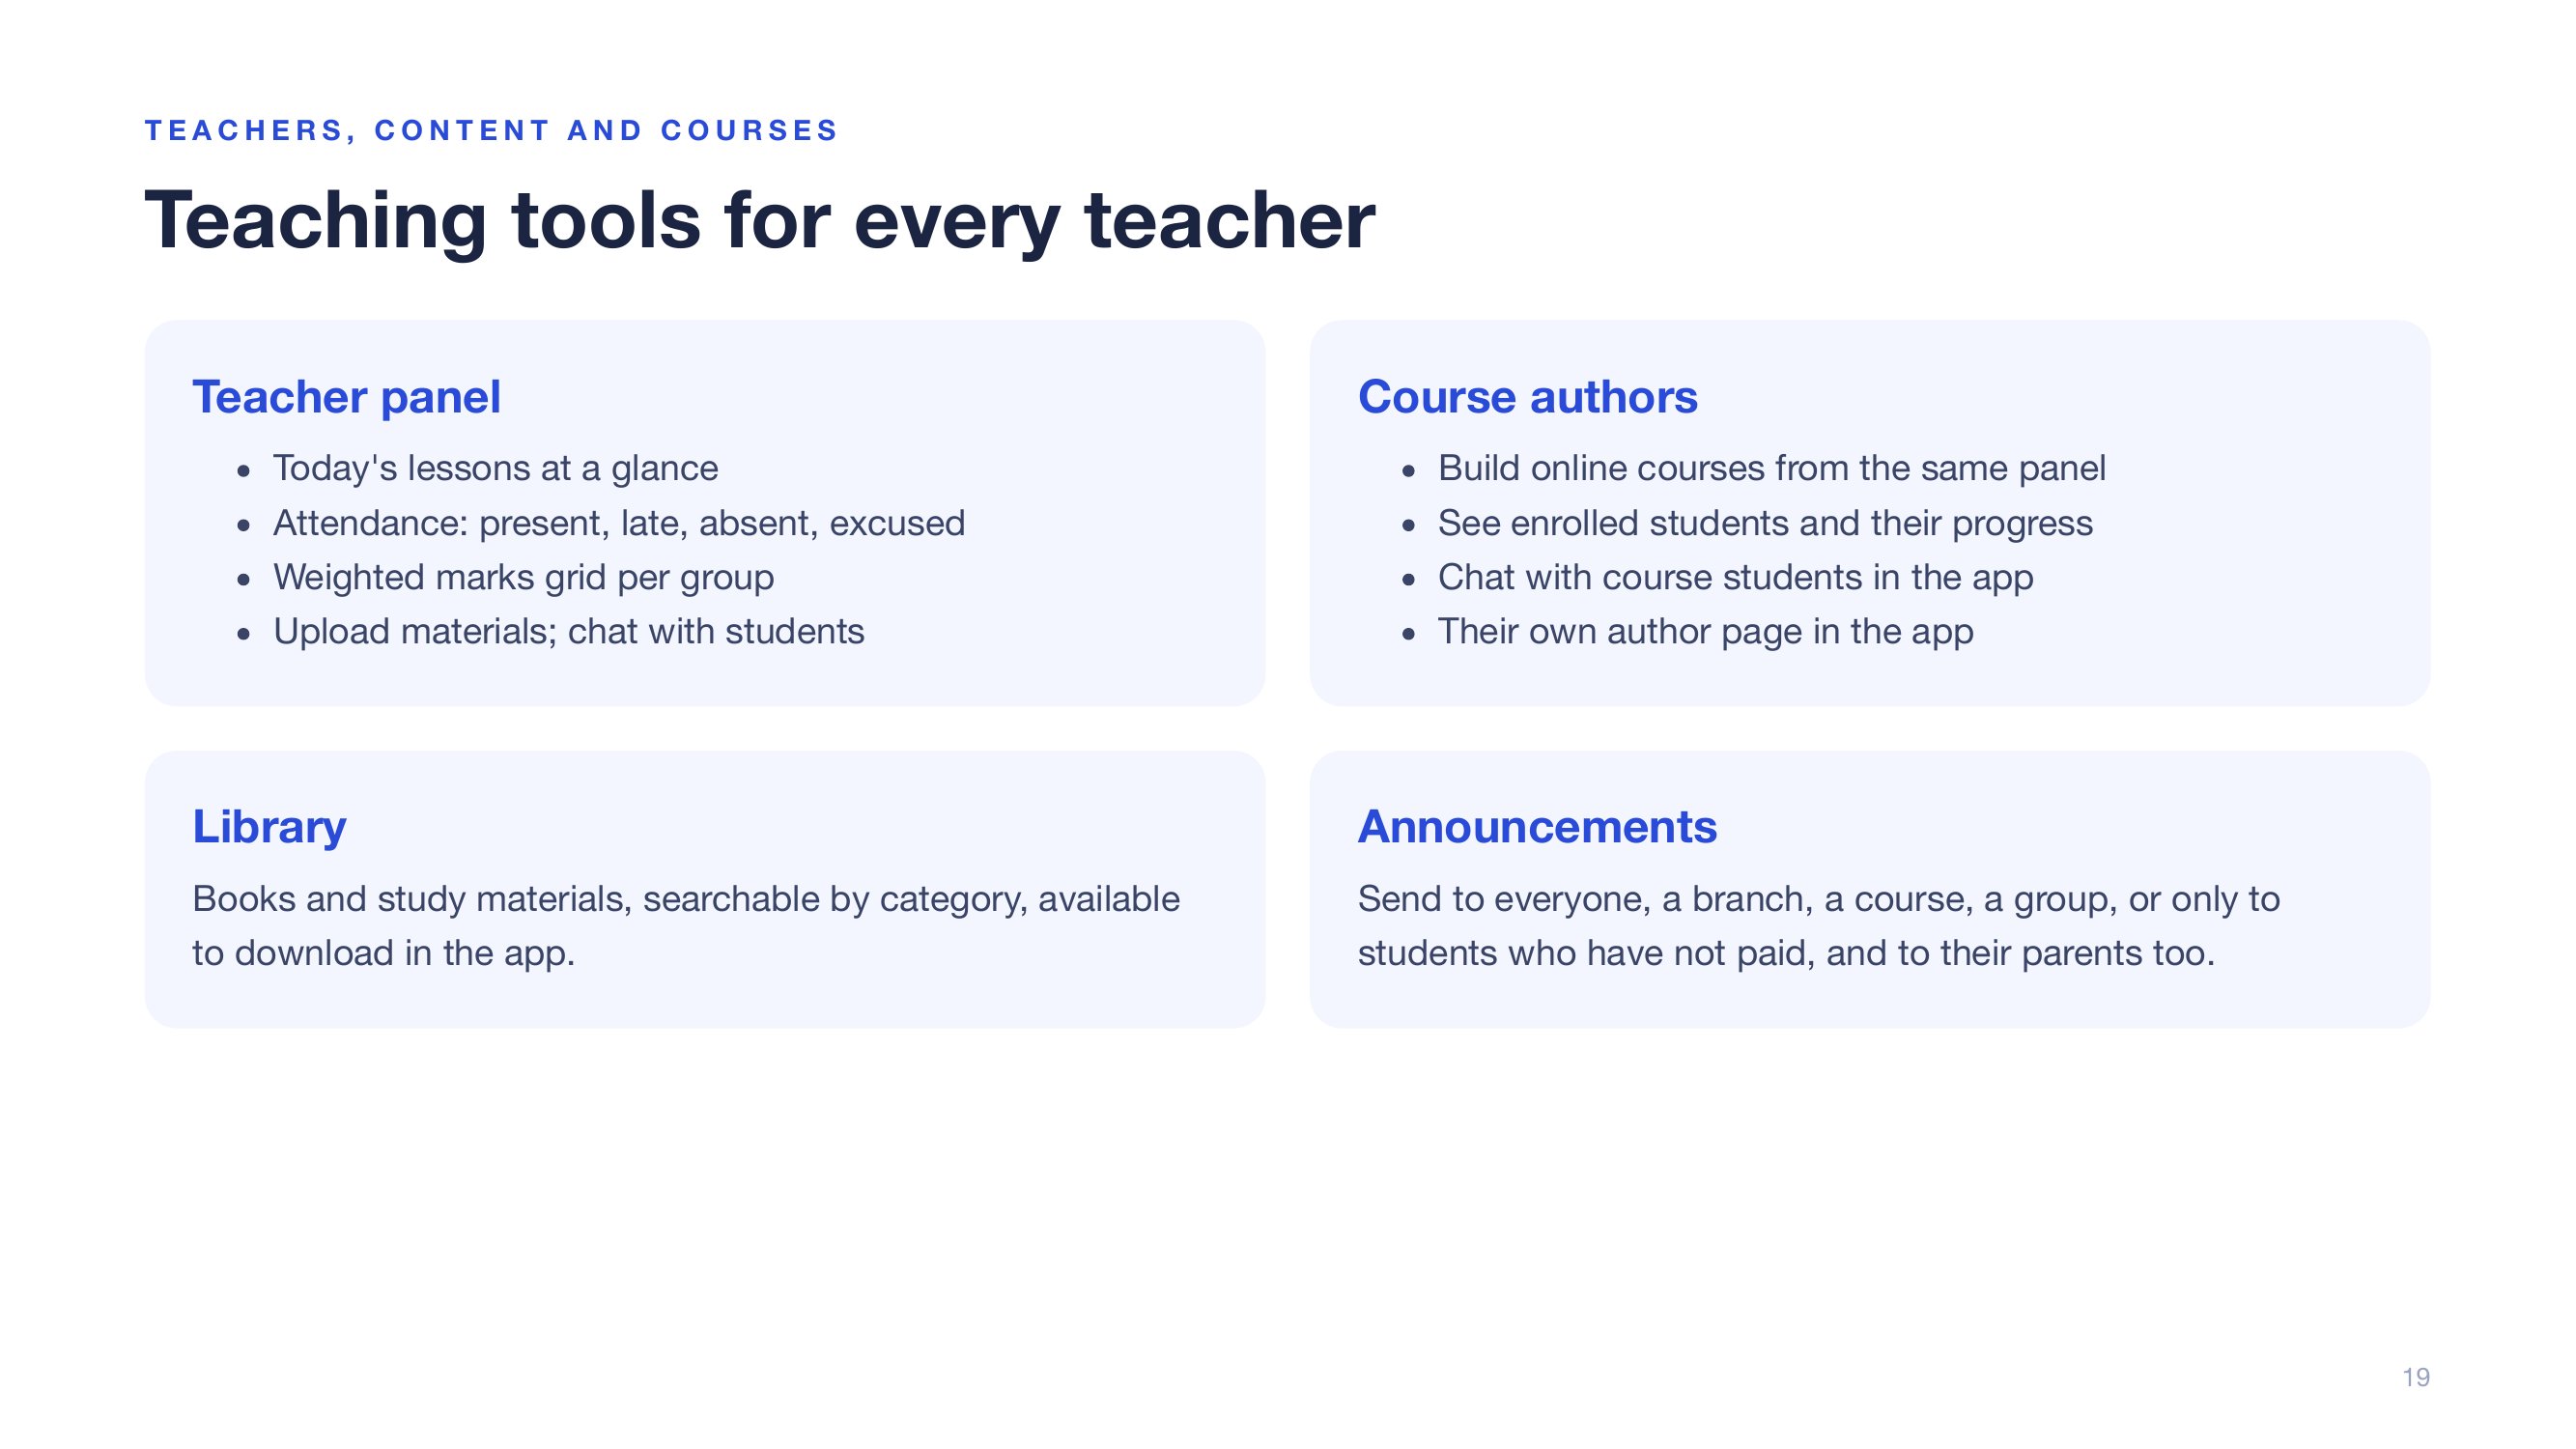 TEACHERS, CONTENT AND COURSES
Teaching tools for every teacher
Teacher panel
• Today's lessons at a glance
• Attendance: present, late, absent, excused
• Weighted marks grid per group
• Upload materials; chat with students
Course authors
• Build online courses from the same panel
• See enrolled students and their progress
• Chat with course students in the app
• Their own author page in the app
Library
Books and study materials, searchable by category, available
to download in the app.
Announcements
Send to everyone, a branch, a course, a group, or only to
students who have not paid, and to their parents too.
19